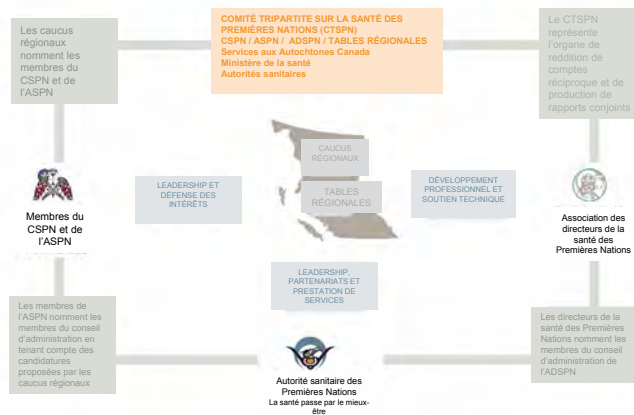 Les caucus
régionaux
nomment les
membres du
CSPN et de
l'ASPN
COMITÉ TRIPARTITE SUR LA SANTÉ DES
PREMIÈRES NATIONS (CTSPN)
CSPN / ASPN / ADSPN / TABLES RÉGIONALES
Services aux Autochtones Canada
Ministère de la santé
Autorités sanitaires
Le CTSPN
représente
l'organe de
reddition de
comptes
réciproque et de
production de
rapports conjoints
CAUCUS
RÉGIONAUX
TABLES
RÉGIONALES
LEADERSHIP ET
DÉFENSE DES
INTÉRÊTS
DÉVELOPPEMENT
PROFESSIONNEL ET
SOUTIEN TECHNIQUE
Membres du
CSPN et de
l'ASPN
Association des
directeurs de la
santé des
Premières Nations
LEADERSHIP,
PARTENARIATS ET
PRESTATION DE
SERVICES
Les membres de
l'ASPN nomment les
membres du conseil
d'administration en
tenant compte des
candidatures
proposées par les
caucus régionaux
Les directeurs de la
santé des Premières
Nations nomment les
membres du conseil
d'administration de
l'ADSPN
Autorité sanitaire des
Premières Nations
La santé passe par le mieux-
être